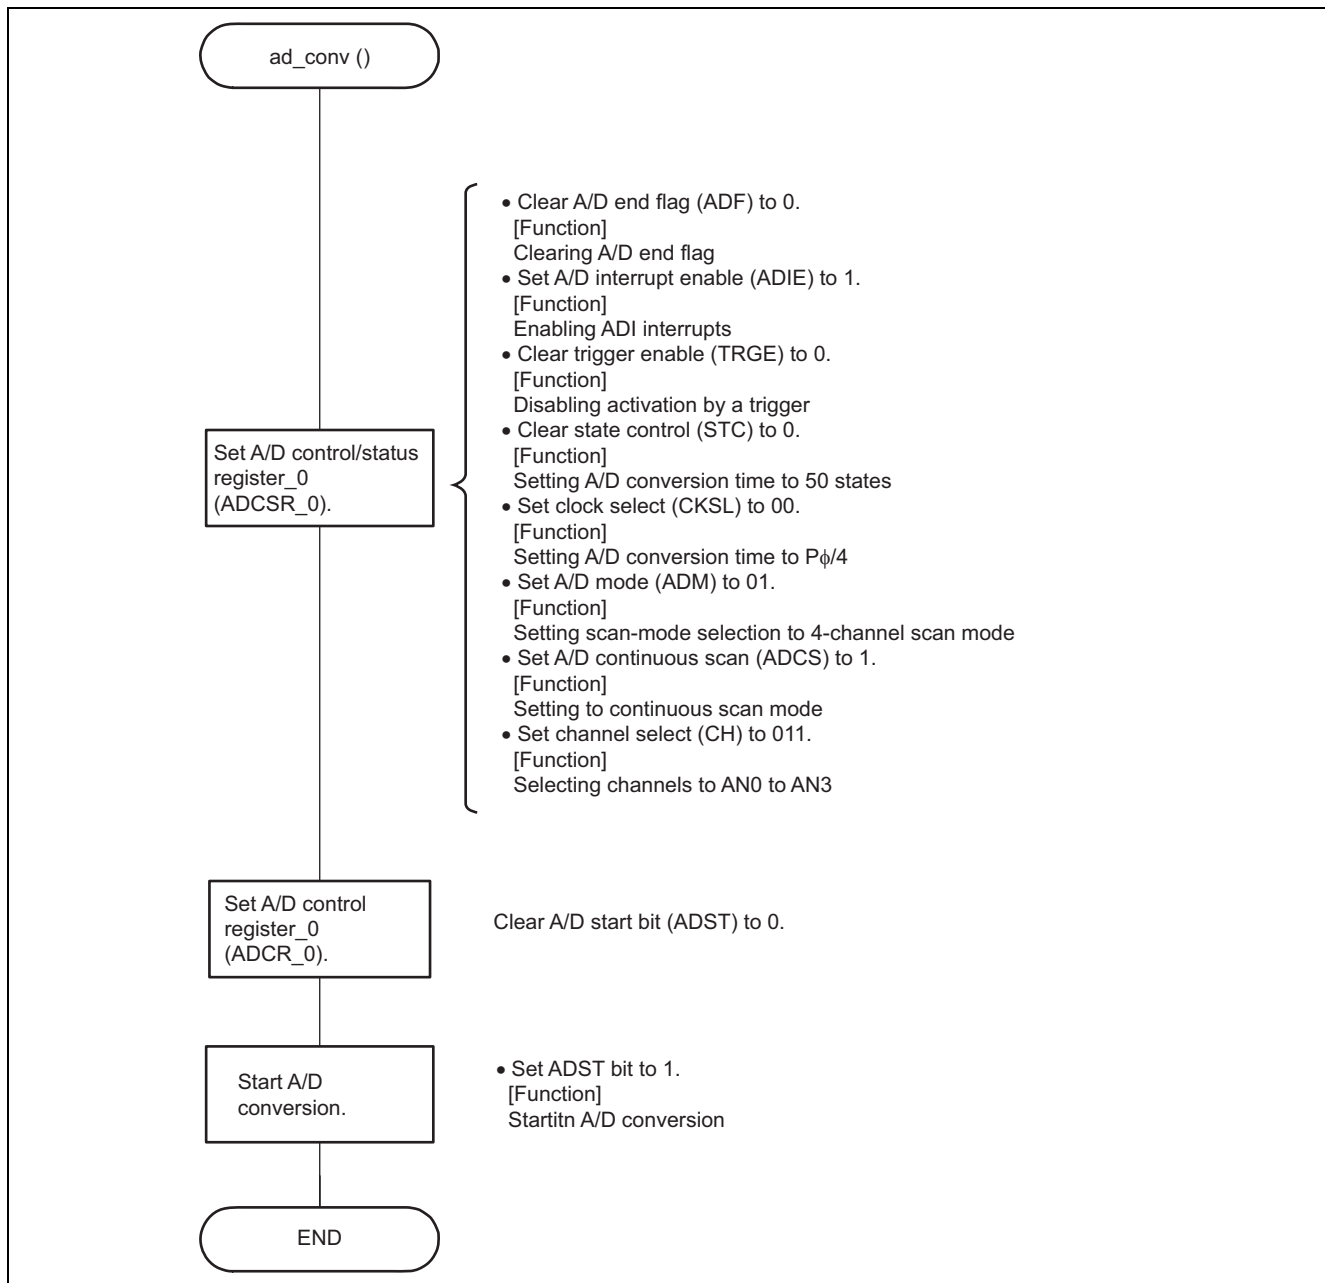 ad_conv ()
• Clear A/D end flag (ADF) to 0.
[Function]
Clearing A/D end flag
• Set A/D interrupt enable (ADIE) to 1.
[Function]
Enabling ADI interrupts
• Clear trigger enable (TRGE) to 0.
[Function]
Disabling activation by a trigger
• Clear state control (STC) to 0.
[Function]
Setting A/D conversion time to 50 states
• Set clock select (CKSL) to 00.
[Function]
Setting A/D conversion time to Pϕ/4
• Set A/D mode (ADM) to 01.
[Function]
Setting scan-mode selection to 4-channel scan mode
• Set A/D continuous scan (ADCS) to 1.
[Function]
Setting to continuous scan mode
• Set channel select (CH) to 011.
[Function]
Selecting channels to AN0 to AN3
Set A/D control/status
register_0
(ADCSR_0).
Set A/D control
register_0
(ADCR_0).
Clear A/D start bit (ADST) to 0.
Start A/D
conversion.
• Set ADST bit to 1.
[Function]
Startitn A/D conversion
END